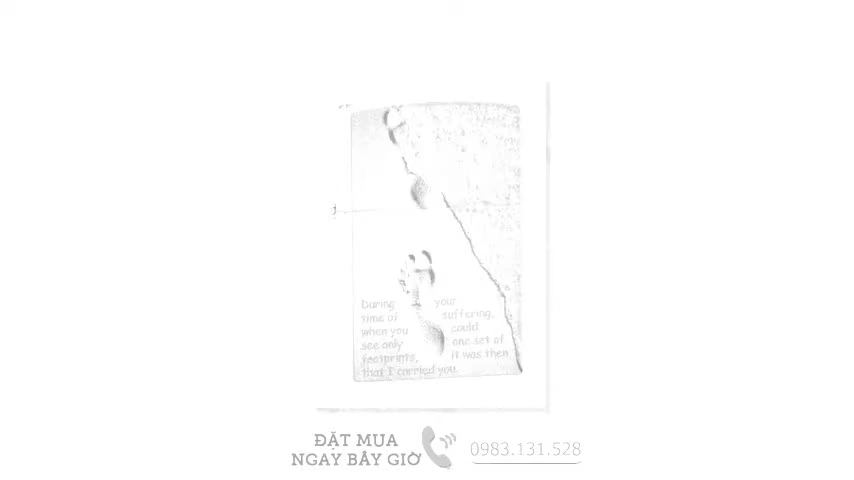 During your
time of suffering,
when you could
see only one set of
footprints, it was then
that I carried you.
ĐẶT MUA
NGAY BÂY GIỜ
0983.131.528